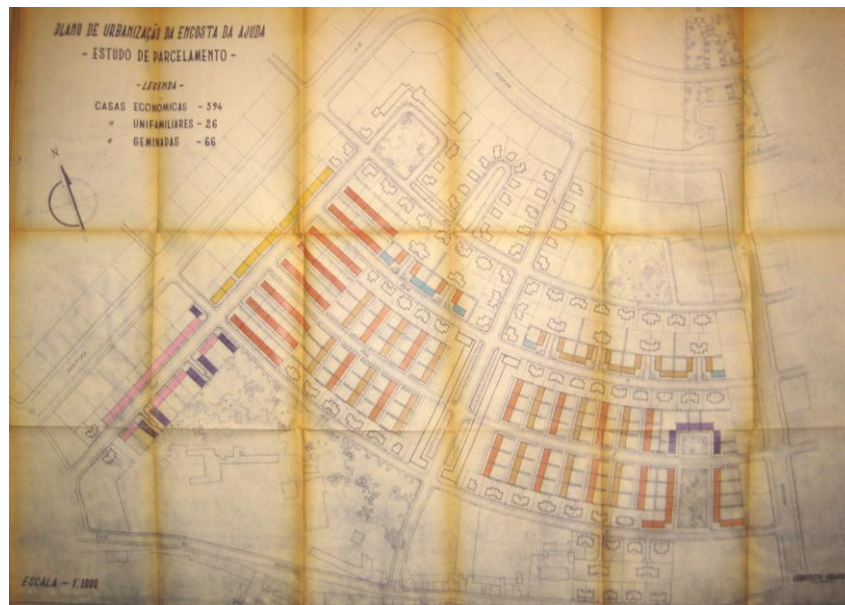 PLANO DE URBANIZAÇÃO DA ENCOSTA DA AJUDA
- ESTUDO DE PARCELAMENTO -
- LEGENDA -
CASAS ECONÓMICAS - 394
" UNIFAMILIARES - 26
" GEMINADAS - 66
N
ESCALA - 1:1000